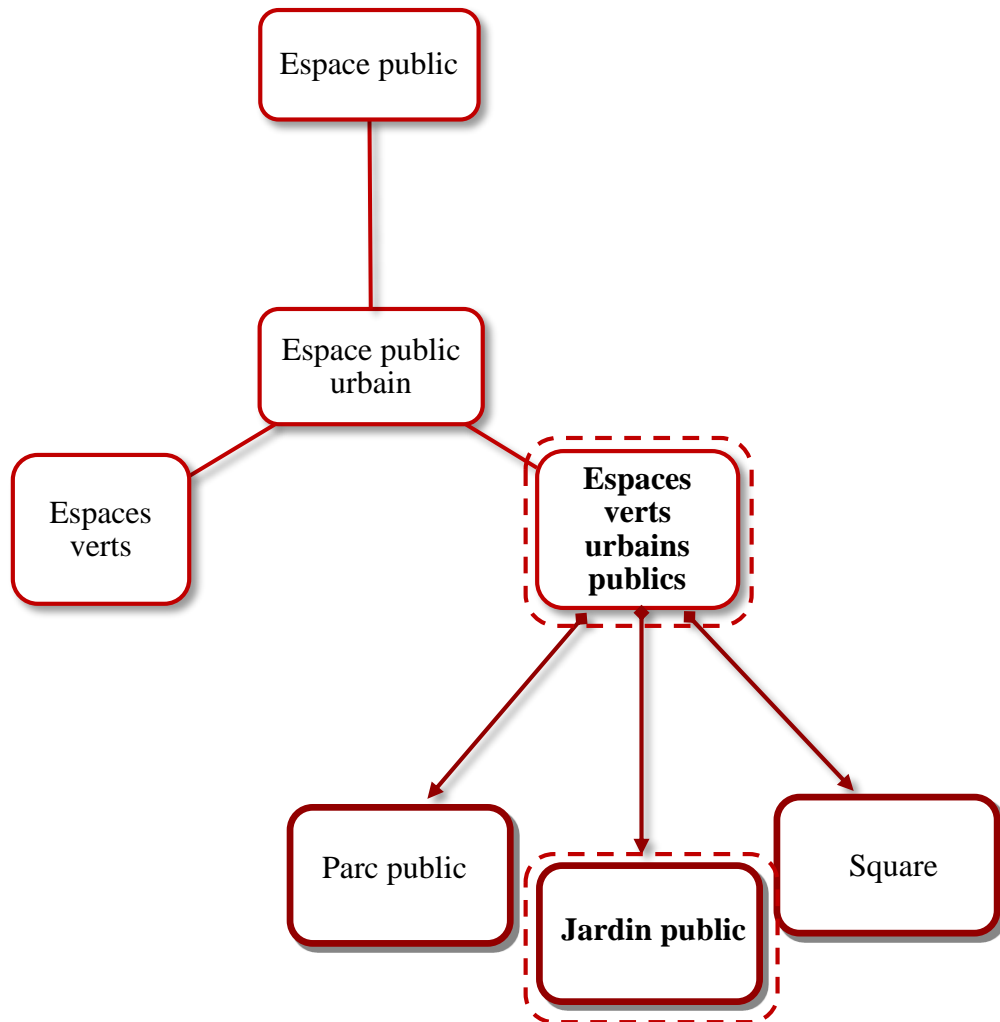 Espace public
Espace public
urbain
Espaces
verts
Espaces
verts
urbains
publics
Parc public
Jardin public
Square